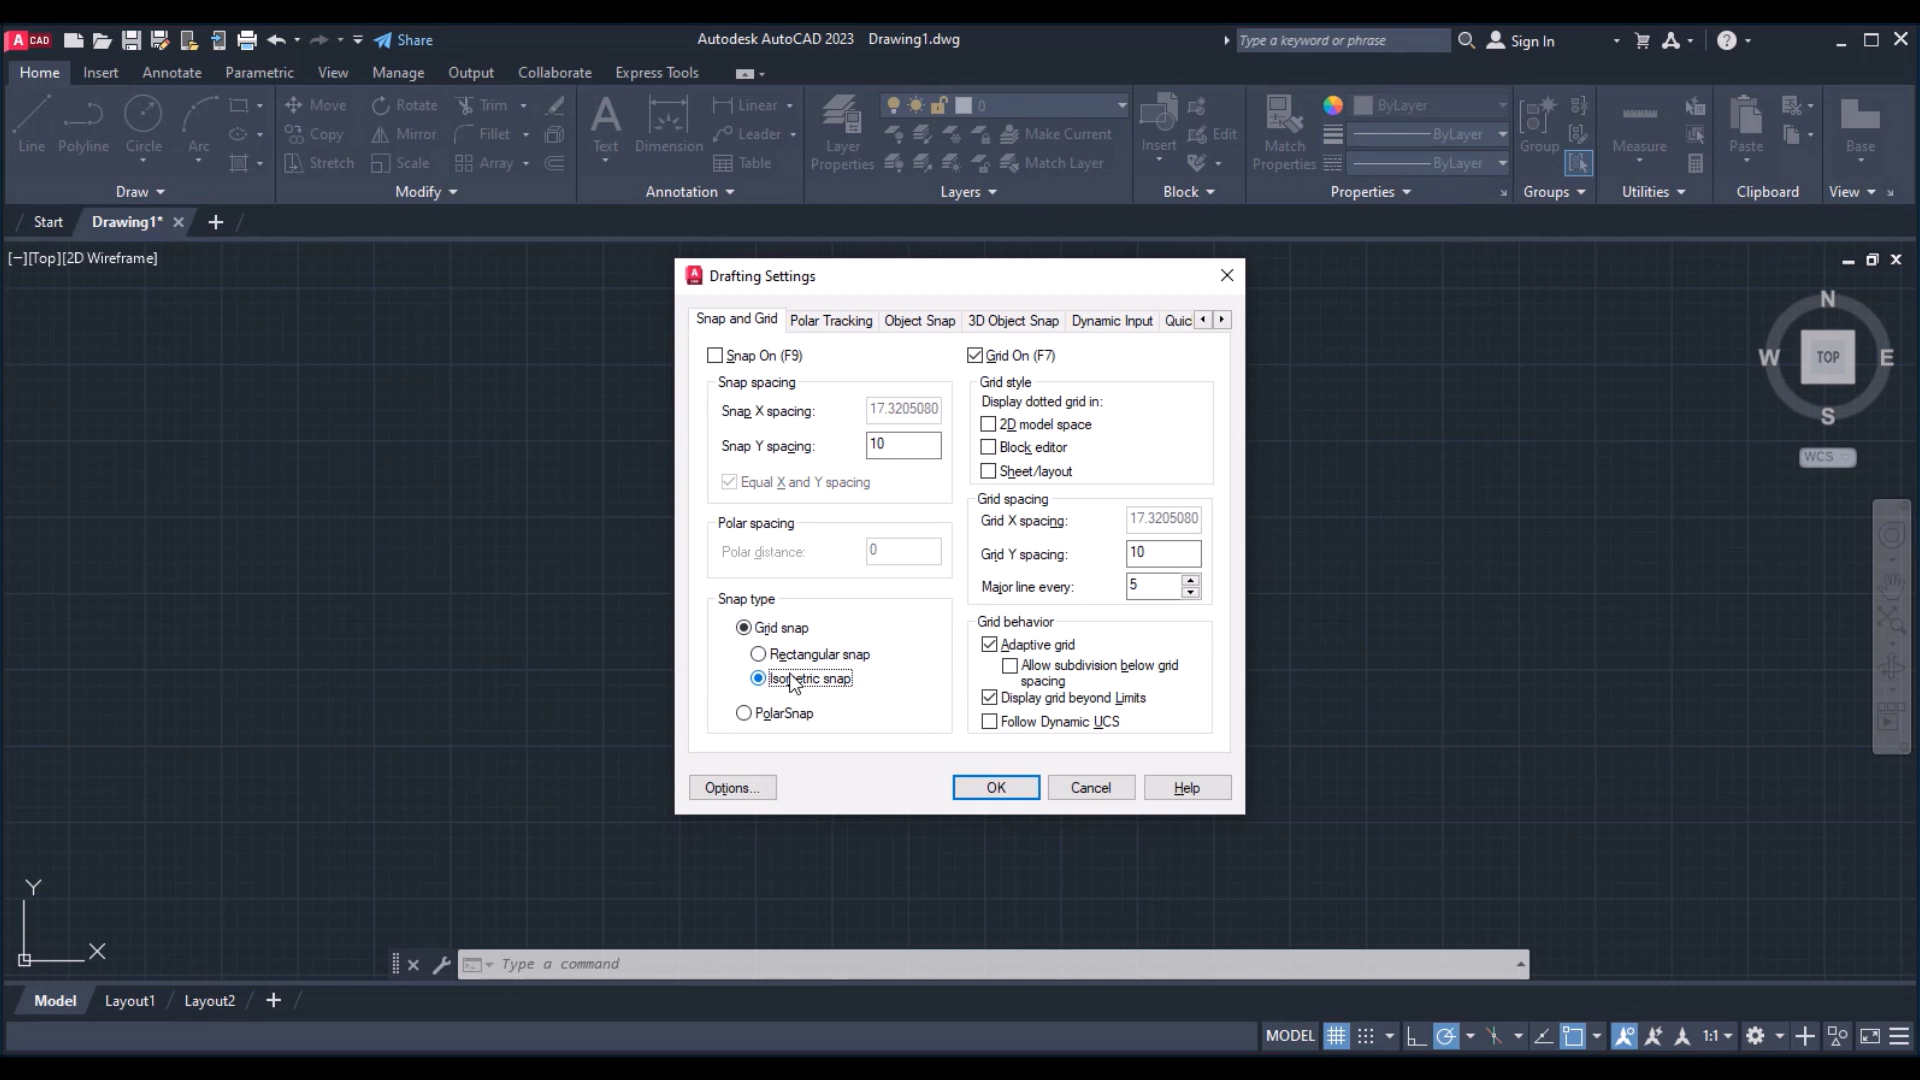 A CAD Share Autodesk AutoCAD 2023 Drawing1.dwg Type a keyword or phrase Sign In
Home Insert Annotate Parametric View Manage Output Collaborate Express Tools
Line Polyline Circle Arc
Draw
Move Rotate Trim
Copy Mirror Fillet
Stretch Scale Array
Modify
Text Dimension
Linear
Leader
Table
Annotation
Layer Properties
0
Make Current
Match Layer
Layers
Insert
Edit
Block
Match Properties
ByLayer
ByLayer
ByLayer
Properties
Group
Groups
Measure
Utilities
Paste
Clipboard
Base
View
Start Drawing1*
[−][Top][2D Wireframe]
Drafting Settings
Snap and Grid Polar Tracking Object Snap 3D Object Snap Dynamic Input Quic
Snap On (F9)
Snap spacing
Snap X spacing: 17.3205080
Snap Y spacing: 10
Equal X and Y spacing
Polar spacing
Polar distance: 0
Snap type
Grid snap
Rectangular snap
Isometric snap
PolarSnap
Grid On (F7)
Grid style
Display dotted grid in:
2D model space
Block editor
Sheet/layout
Grid spacing
Grid X spacing: 17.3205080
Grid Y spacing: 10
Major line every: 5
Grid behavior
Adaptive grid
Allow subdivision below grid
spacing
Display grid beyond Limits
Follow Dynamic UCS
Options... OK Cancel Help
N
W TOP E
S
WCS
Y
X
Type a command
Model Layout1 Layout2
MODEL 1:1